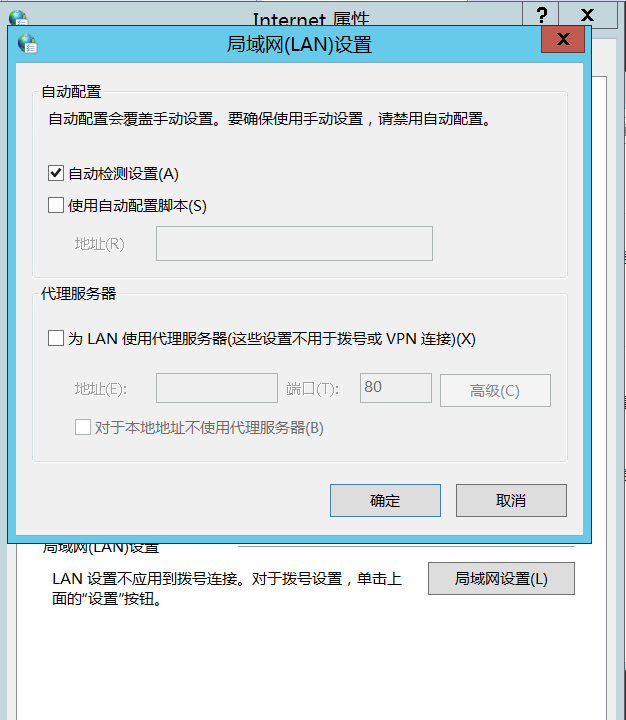 Internet 属性
?
X
局域网(LAN)设置
X
自动配置
自动配置会覆盖手动设置。要确保使用手动设置，请禁用自动配置。
自动检测设置(A)
使用自动配置脚本(S)
地址(R)
代理服务器
为 LAN 使用代理服务器(这些设置不用于拨号或 VPN 连接)(X)
地址(E):
端口(T):
80
高级(C)
对于本地地址不使用代理服务器(B)
确定
取消
局域网(LAN)设置
LAN 设置不应用到拨号连接。对于拨号设置，单击上
面的“设置”按钮。
局域网设置(L)